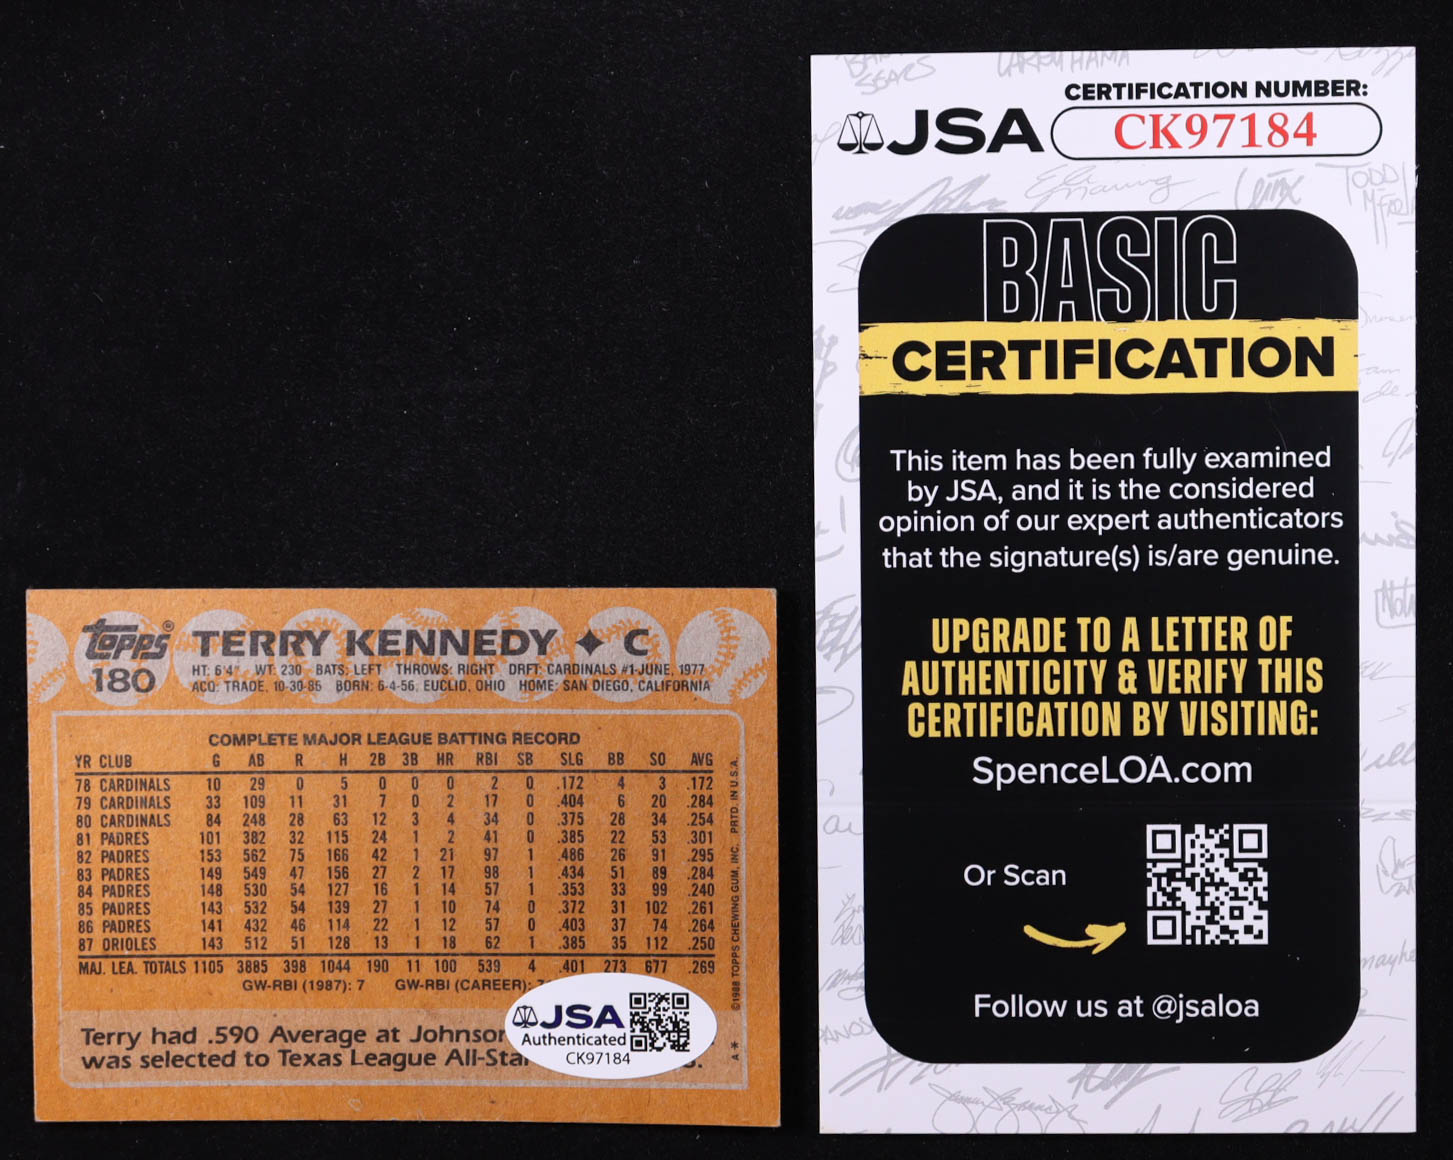 topps® TERRY KENNEDY ✦ C
180
HT: 6'4" WT: 230 BATS: LEFT THROWS: RIGHT DRFT: CARDINALS #1-JUNE, 1977
ACQ: TRADE, 10-30-86 BORN: 6-4-56, EUCLID, OHIO HOME: SAN DIEGO, CALIFORNIA
COMPLETE MAJOR LEAGUE BATTING RECORD
YR CLUB G AB R H 2B 3B HR RBI SB SLG BB SO AVG
78 CARDINALS 10 29 0 5 0 0 0 2 0 .172 4 3 .172
79 CARDINALS 33 109 11 31 7 0 2 17 0 .404 6 20 .284
80 CARDINALS 84 248 28 63 12 3 4 34 0 .375 28 34 .254
81 PADRES 101 382 32 115 24 1 2 41 0 .385 22 53 .301
82 PADRES 153 562 75 166 42 1 21 97 1 .486 26 91 .295
83 PADRES 149 549 47 156 27 2 17 98 1 .434 51 89 .284
84 PADRES 148 530 54 127 16 1 14 57 1 .353 33 99 .240
85 PADRES 143 532 54 139 27 1 10 74 0 .372 31 102 .261
86 PADRES 141 432 46 114 22 1 12 57 0 .403 37 74 .264
87 ORIOLES 143 512 51 128 13 1 18 62 1 .385 35 112 .250
MAJ. LEA. TOTALS 1105 3885 398 1044 190 11 100 539 4 .401 273 677 .269
GW-RBI (1987): 7 GW-RBI (CAREER):
Terry had .590 Average at Johnson
was selected to Texas League All-Star
©1988 TOPPS CHEWING GUM, INC. PRTD. IN U.S.A.
A *
JSA
Authenticated
CK97184
CERTIFICATION NUMBER:
JSA CK97184
BASIC
CERTIFICATION
This item has been fully examined
by JSA, and it is the considered
opinion of our expert authenticators
that the signature(s) is/are genuine.
UPGRADE TO A LETTER OF
AUTHENTICITY & VERIFY THIS
CERTIFICATION BY VISITING:
SpenceLOA.com
Or Scan
Follow us at @jsaloa